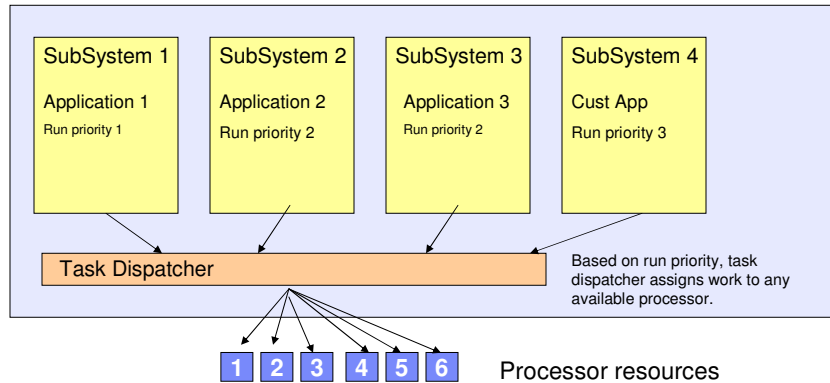 SubSystem 1
Application 1
Run priority 1
SubSystem 2
Application 2
Run priority 2
SubSystem 3
Application 3
Run priority 2
SubSystem 4
Cust App
Run priority 3
Task Dispatcher
Based on run priority, task
dispatcher assigns work to any
available processor.
1 2 3 4 5 6
Processor resources